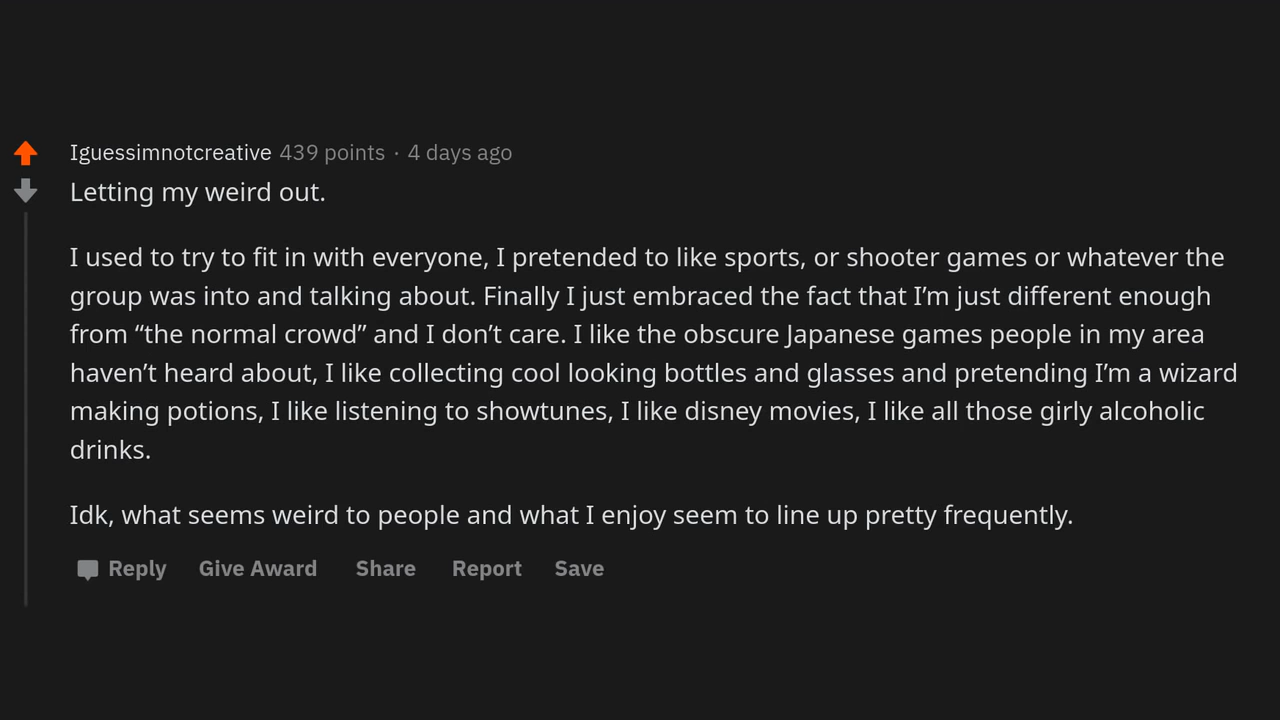 Iguessimnotcreative 439 points · 4 days ago
Letting my weird out.
I used to try to fit in with everyone, I pretended to like sports, or shooter games or whatever the
group was into and talking about. Finally I just embraced the fact that I’m just different enough
from “the normal crowd” and I don’t care. I like the obscure Japanese games people in my area
haven’t heard about, I like collecting cool looking bottles and glasses and pretending I’m a wizard
making potions, I like listening to showtunes, I like disney movies, I like all those girly alcoholic
drinks.
Idk, what seems weird to people and what I enjoy seem to line up pretty frequently.
Reply Give Award Share Report Save